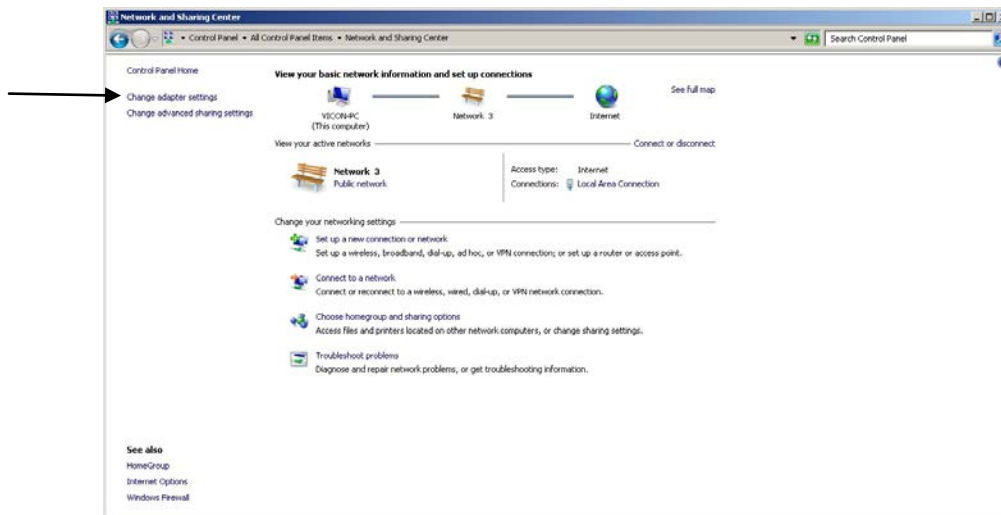 Network and Sharing Center
Control Panel • All Control Panel Items • Network and Sharing Center
Search Control Panel
Control Panel Home
Change adapter settings
Change advanced sharing settings
View your basic network information and set up connections
See full map
VICON-PC
(This computer)
Network 3
Internet
View your active networks
Connect or disconnect
Network 3
Public network
Access type: Internet
Connections: Local Area Connection
Change your networking settings
Set up a new connection or network
Set up a wireless, broadband, dial-up, ad hoc, or VPN connection; or set up a router or access point.
Connect to a network
Connect or reconnect to a wireless, wired, dial-up, or VPN network connection.
Choose homegroup and sharing options
Access files and printers located on other network computers, or change sharing settings.
Troubleshoot problems
Diagnose and repair network problems, or get troubleshooting information.
See also
HomeGroup
Internet Options
Windows Firewall